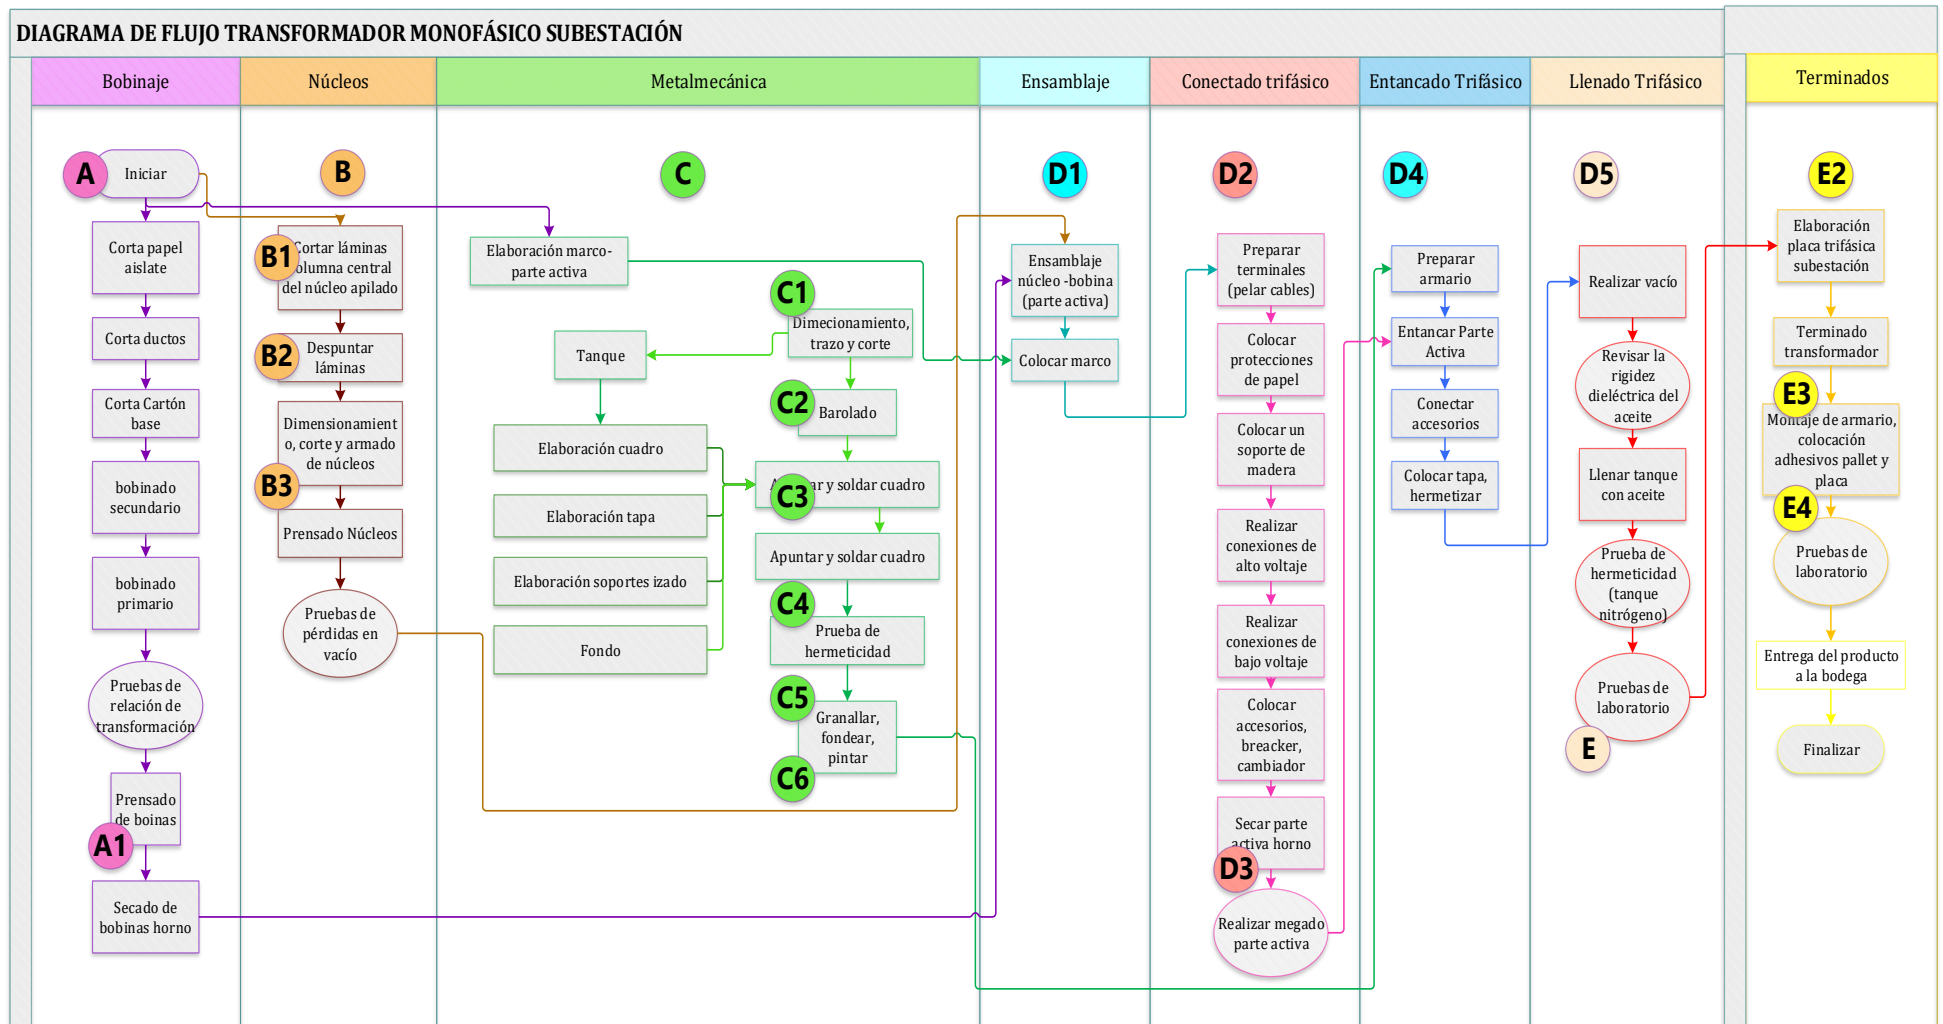 DIAGRAMA DE FLUJO TRANSFORMADOR MONOFÁSICO SUBESTACIÓN
Bobinaje
Núcleos
Metalmecánica
Ensamblaje
Conectado trifásico
Entancado Trifásico
Llenado Trifásico
Terminados
A
Iniciar
Corta papel
aislate
Corta ductos
Corta Cartón
base
bobinado
secundario
bobinado
primario
Pruebas de
relación de
transformación
Prensado
de boinas
A1
Secado de
bobinas horno
B
B1
Cortar láminas
columna central
del núcleo apilado
B2
Despuntar
láminas
Dimensionamient
o, corte y armado
de núcleos
B3
Prensado Núcleos
Pruebas de
pérdidas en
vacío
C
Elaboración marco-
parte activa
Tanque
Elaboración cuadro
Elaboración tapa
Elaboración soportes izado
Fondo
C1
Dimecionamiento,
trazo y corte
C2
Barolado
C3
Apuntar y soldar cuadro
Apuntar y soldar cuadro
C4
Prueba de
hermeticidad
C5
Granallar,
fondear,
pintar
C6
D1
Ensamblaje
núcleo -bobina
(parte activa)
Colocar marco
D2
Preparar
terminales
(pelar cables)
Colocar
protecciones
de papel
Colocar un
soporte de
madera
Realizar
conexiones de
alto voltaje
Realizar
conexiones de
bajo voltaje
Colocar
accesorios,
breacker,
cambiador
Secar parte
activa horno
D3
Realizar megado
parte activa
D4
Preparar
armario
Entancar Parte
Activa
Conectar
accesorios
Colocar tapa,
hermetizar
D5
Realizar vacío
Revisar la
rigidez
dieléctrica del
aceite
Llenar tanque
con aceite
Prueba de
hermeticidad
(tanque
nitrógeno)
Pruebas de
laboratorio
E
E2
Elaboración
placa trifásica
subestación
Terminado
transformador
E3
Montaje de armario,
colocación
adhesivos pallet y
placa
E4
Pruebas de
laboratorio
Entrega del producto
a la bodega
Finalizar